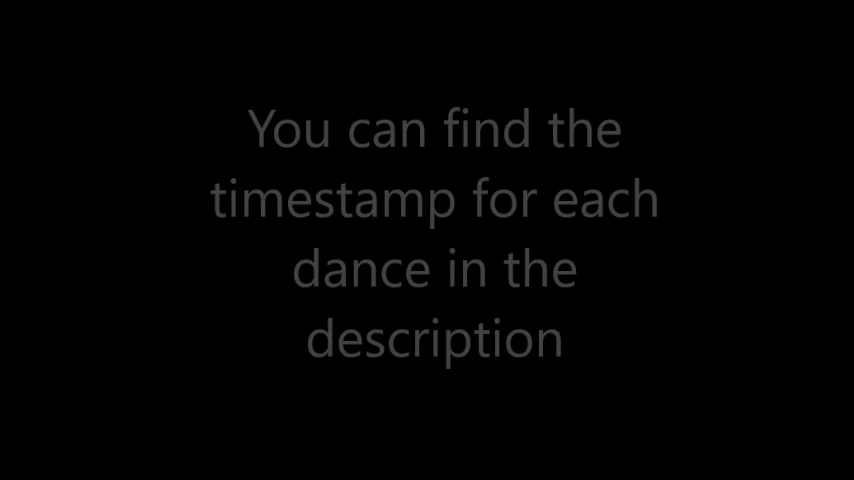 You can find the
timestamp for each
dance in the
description